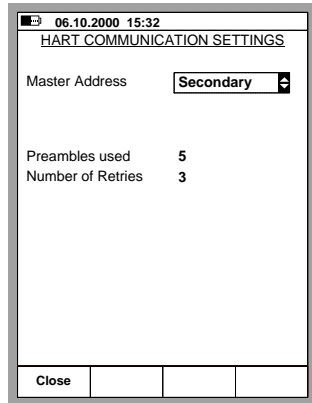 06.10.2000 15:32
HART COMMUNICATION SETTINGS
Master Address Secondary
Preambles used 5
Number of Retries 3
Close